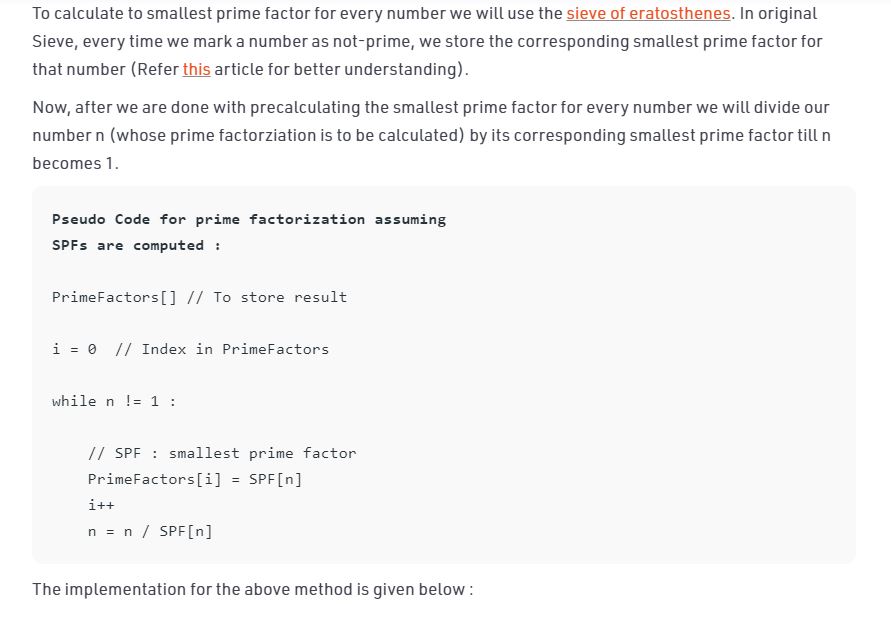 To calculate to smallest prime factor for every number we will use the sieve of eratosthenes. In original
Sieve, every time we mark a number as not-prime, we store the corresponding smallest prime factor for
that number (Refer this article for better understanding).
Now, after we are done with precalculating the smallest prime factor for every number we will divide our
number n (whose prime factorziation is to be calculated) by its corresponding smallest prime factor till n
becomes 1.
Pseudo Code for prime factorization assuming
SPFs are computed :
PrimeFactors[] // To store result
i = 0  // Index in PrimeFactors
while n != 1 :
    // SPF : smallest prime factor
    PrimeFactors[i] = SPF[n]
    i++
    n = n / SPF[n]
The implementation for the above method is given below :